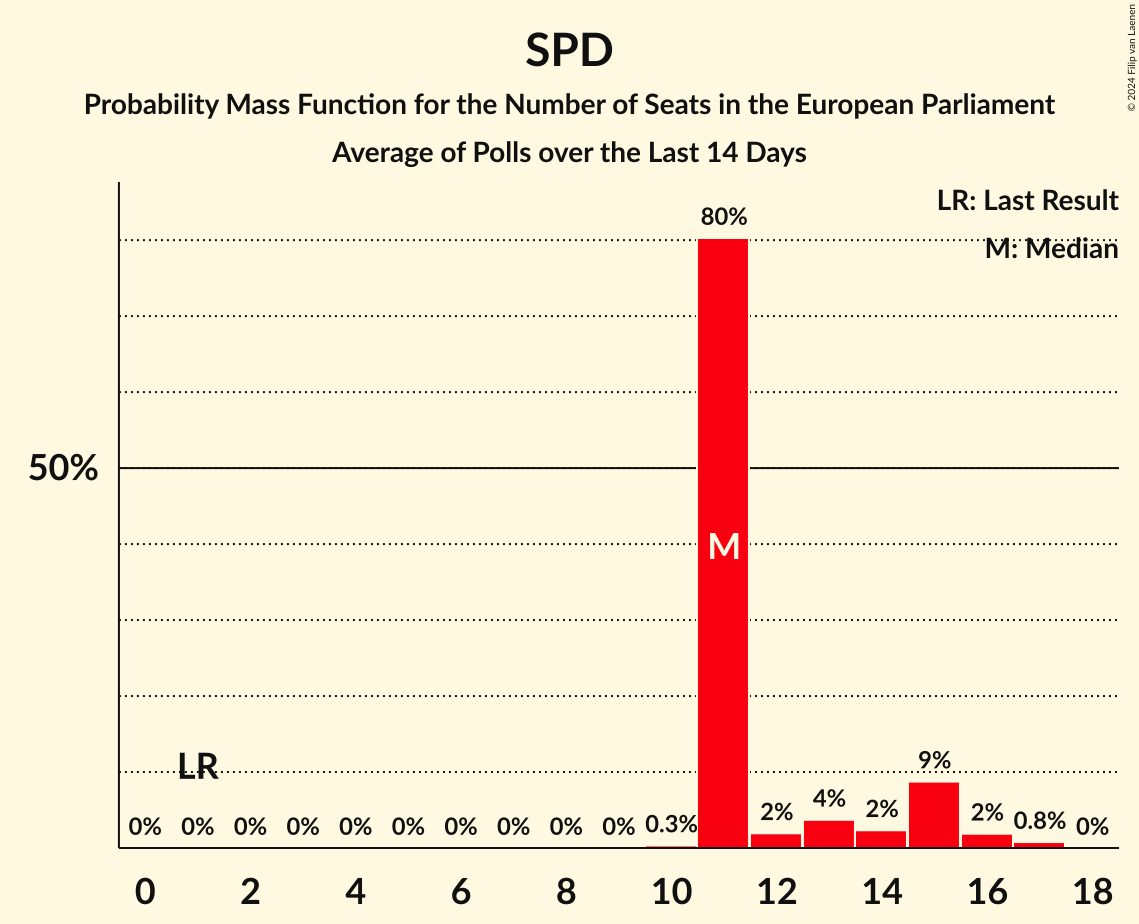 SPD
Probability Mass Function for the Number of Seats in the European Parliament
Average of Polls over the Last 14 Days
© 2024 Filip van Laenen
LR: Last Result
M: Median
80%
50%
M
LR
9%
0% 0% 0% 0% 0% 0% 0% 0% 0% 0% 0.3% 2% 4% 2% 2% 0.8% 0%
0 2 4 6 8 10 12 14 16 18